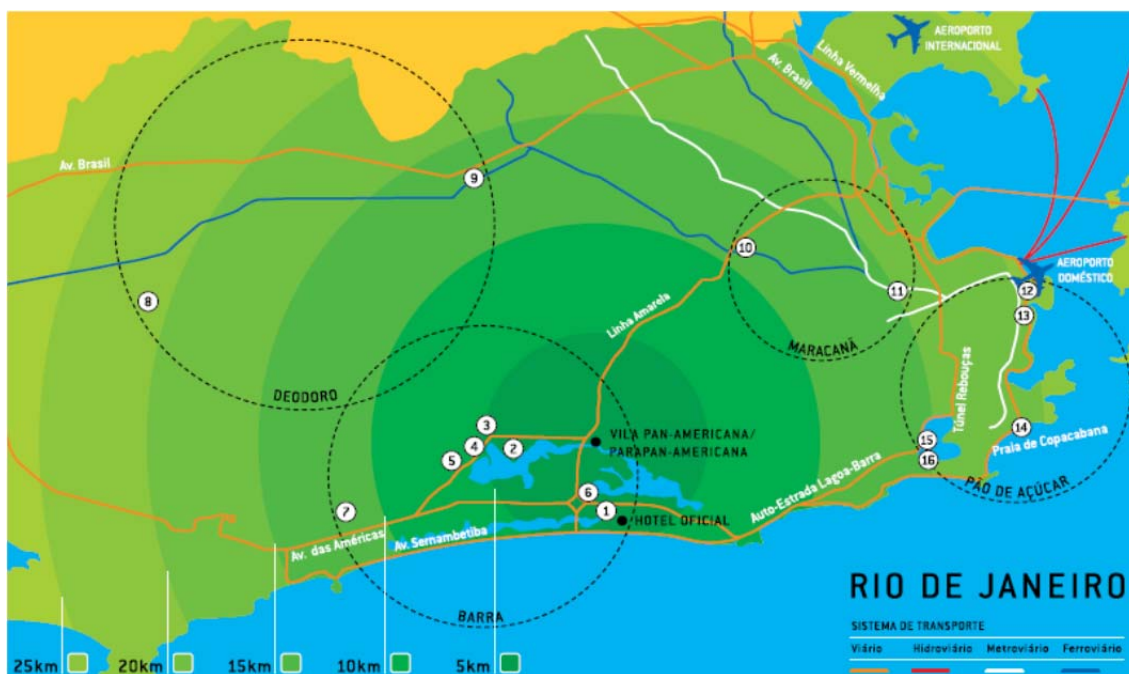 AEROPORTO
INTERNACIONAL
Linha Vermelha
Av. Brasil
Av. Brasil
9
10
AEROPORTO
DOMÉSTICO
8
11
12
13
Linha Amarela
MARACANÃ
DEODORO
Túnel Rebouças
3
4
2
5
VILA PAN-AMERICANA/
PARAPAN-AMERICANA
14
Praia de Copacabana
15
16
PÃO DE AÇÚCAR
6
7
1
HOTEL OFICIAL
Auto-Estrada Lagoa-Barra
Av. das Américas
Av. Sernambetiba
BARRA
RIO DE JANEIRO
SISTEMA DE TRANSPORTE
Viário Hidroviário Metroviário Ferroviário
25km 20km 15km 10km 5km